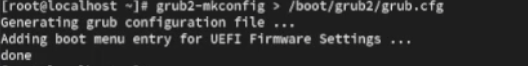 [root@localhost ~]# grub2-mkconfig > /boot/grub2/grub.cfg
Generating grub configuration file ...
Adding boot menu entry for UEFI Firmware Settings ...
done